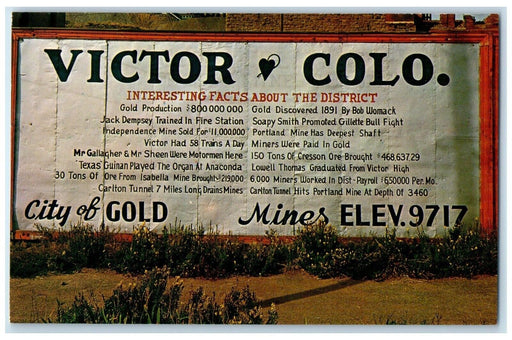 VICTOR COLO.
INTERESTING FACTS ABOUT THE DISTRICT
Gold Production $800 000 000 Gold Discovered 1891 By Bob Womack
Jack Dempsey Trained In Fire Station Soapy Smith Promoted Gillette Bull Fight
Independence Mine Sold For $11,000,000 Portland Mine Has Deepest Shaft
Victor Had 58 Trains A Day Miners Were Paid In Gold
Mr Gallagher & Mr Sheen Were Motormen Here 150 Tons Of Cresson Ore Brought $468,637.29
Texas Guinan Played The Organ At Anaconda Lowell Thomas Graduated From Victor High
30 Tons Of Ore From Isabella Mine Brought $219,000 6,000 Miners Worked In Dist - Payroll $650000 Per Mo.
Carlton Tunnel 7 Miles Long Drains Mines Carlton Tunnel Hits Portland Mine At Depth Of 3460
City of GOLD Mines ELEV. 9717